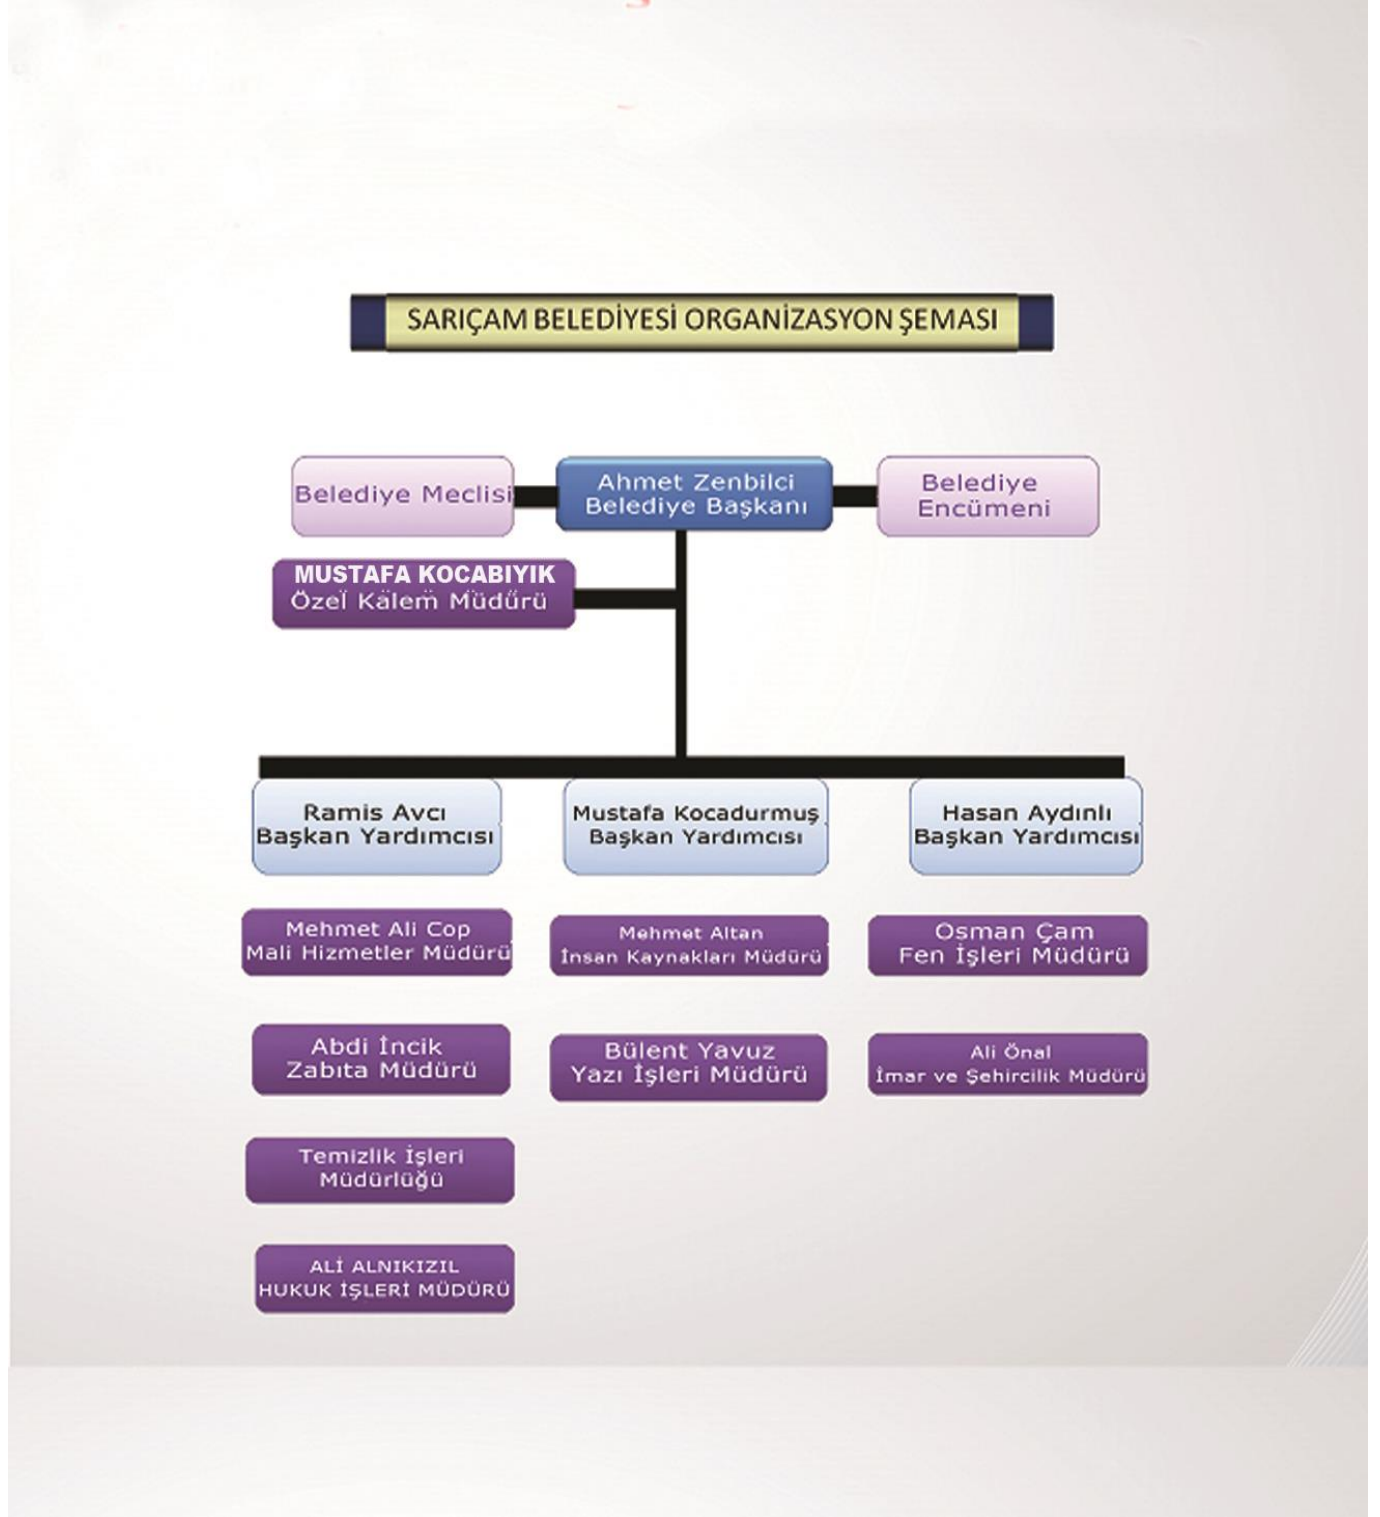 SARIÇAM BELEDİYESİ ORGANİZASYON ŞEMASI
Belediye Meclisi
Ahmet Zenbilci
Belediye Başkanı
Belediye
Encümeni
MUSTAFA KOCABIYIK
Özel Kalem Müdürü
Ramis Avcı
Başkan Yardımcısı
Mustafa Kocadurmuş
Başkan Yardımcısı
Hasan Aydınlı
Başkan Yardımcısı
Mehmet Ali Cop
Mali Hizmetler Müdürü
Mehmet Altan
İnsan Kaynakları Müdürü
Osman Çam
Fen İşleri Müdürü
Abdi İncik
Zabıta Müdürü
Bülent Yavuz
Yazı İşleri Müdürü
Ali Önal
İmar ve Şehircilik Müdürü
Temizlik İşleri
Müdürlüğü
ALİ ALNIKIZIL
HUKUK İŞLERİ MÜDÜRÜ